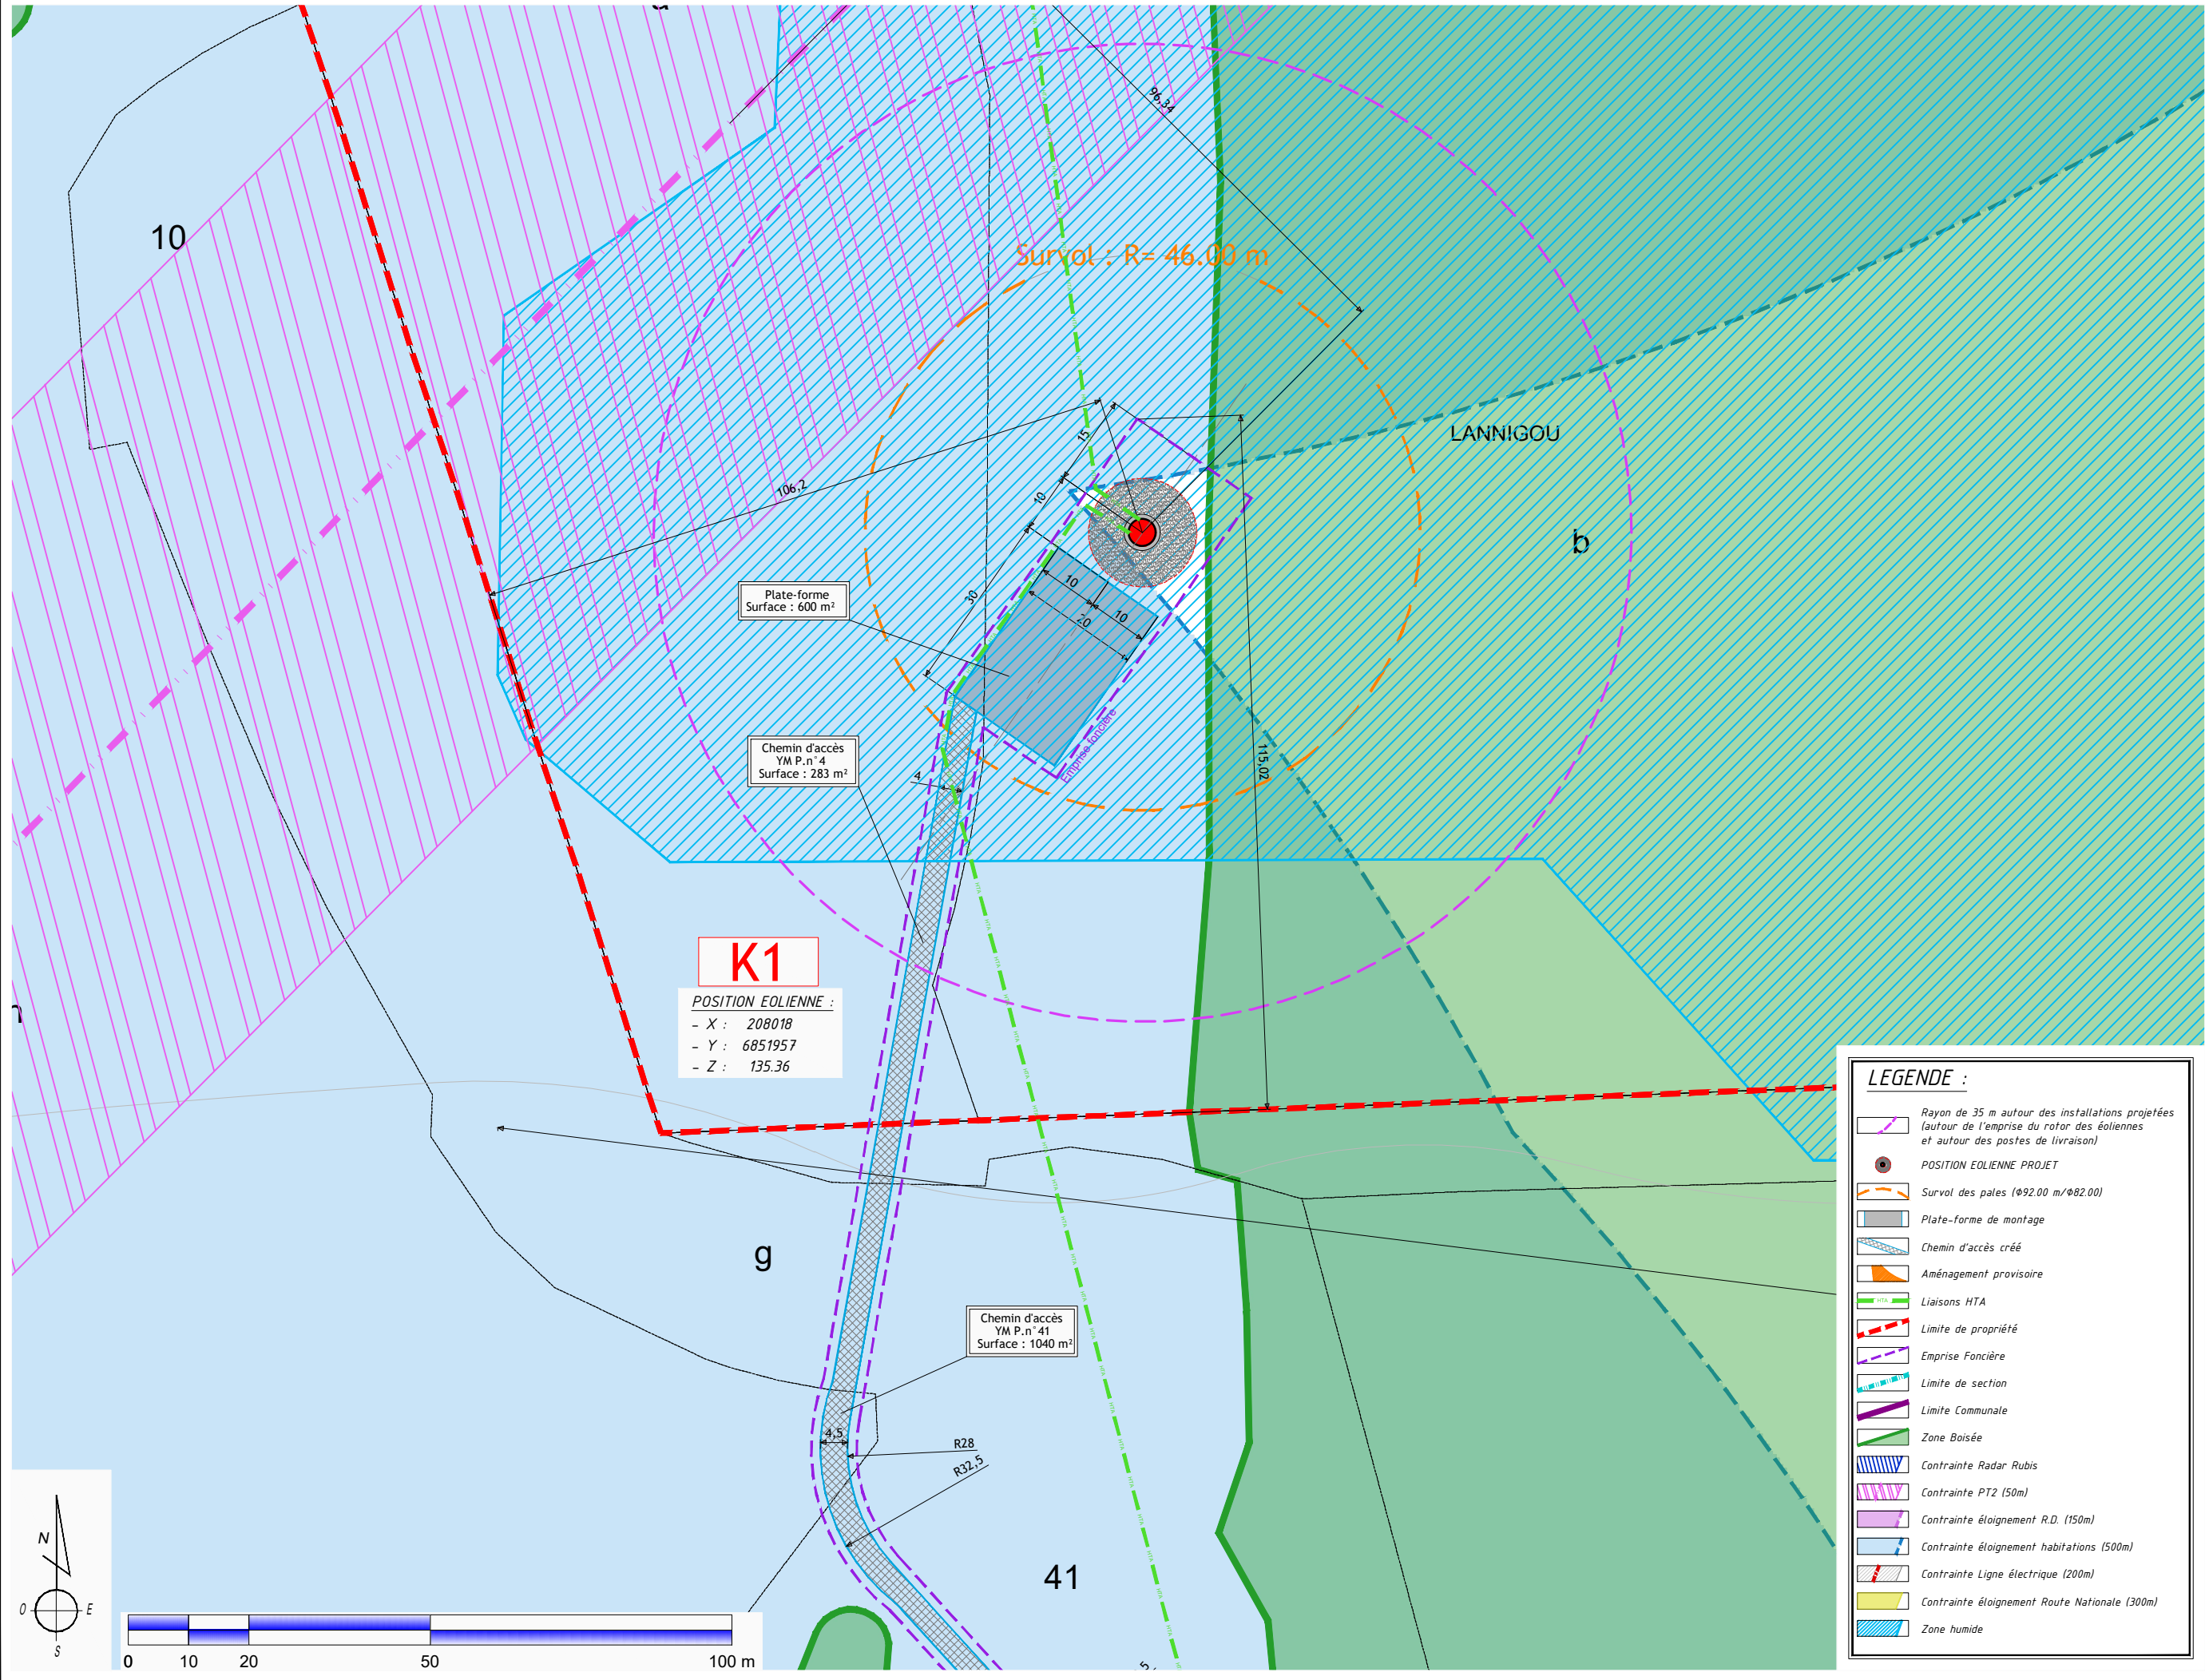 10
Survol : R= 46.00 m
96,34
LANNIGOU
b
106,2
15
10
30
10
10
20
Plate-forme
Surface : 600 m²
Emprise foncière
115,02
Chemin d'accès
YM P.n°4
Surface : 283 m²
4
K1
POSITION EOLIENNE :
- X : 208018
- Y : 6851957
- Z : 135.36
g
Chemin d'accès
YM P.n°41
Surface : 1040 m²
4,5
R28
R32,5
41
N
O
E
S
0 10 20 50 100 m
LEGENDE :
Rayon de 35 m autour des installations projetées
(autour de l'emprise du rotor des éoliennes
et autour des postes de livraison)
POSITION EOLIENNE PROJET
Survol des pales (Φ92.00 m/Φ82.00)
Plate-forme de montage
Chemin d'accès créé
Aménagement provisoire
HTA
Liaisons HTA
Limite de propriété
Emprise Foncière
Limite de section
Limite Communale
Zone Boisée
Contrainte Radar Rubis
Contrainte PT2 (50m)
Contrainte éloignement R.D. (150m)
Contrainte éloignement habitations (500m)
Contrainte Ligne électrique (200m)
Contrainte éloignement Route Nationale (300m)
Zone humide